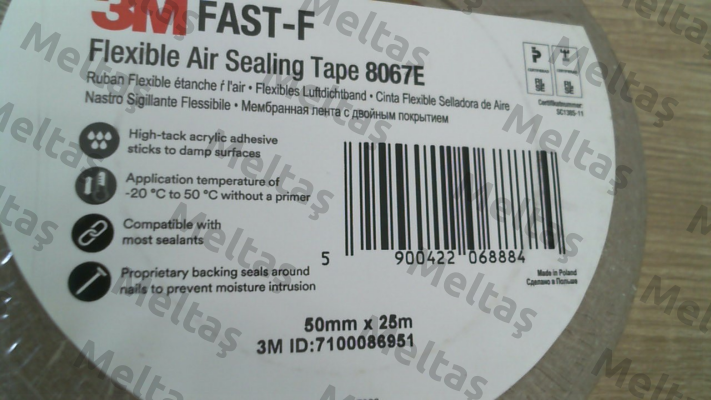 3M FAST-F
Flexible Air Sealing Tape 8067E
Ruban Flexible étanche ŕ l'air • Flexibles Luftdichtband • Cinta Flexible Selladora de Aire
Nastro Sigillante Flessibile • Мембранная лента с двойным покрытием
High-tack acrylic adhesive
sticks to damp surfaces
Application temperature of
-20 °C to 50 °C without a primer
Compatible with
most sealants
Proprietary backing seals around
nails to prevent moisture intrusion
5 900422 068884
Made in Poland
Сделано в Польше
50mm x 25m
3M ID:7100086951
Meltaş